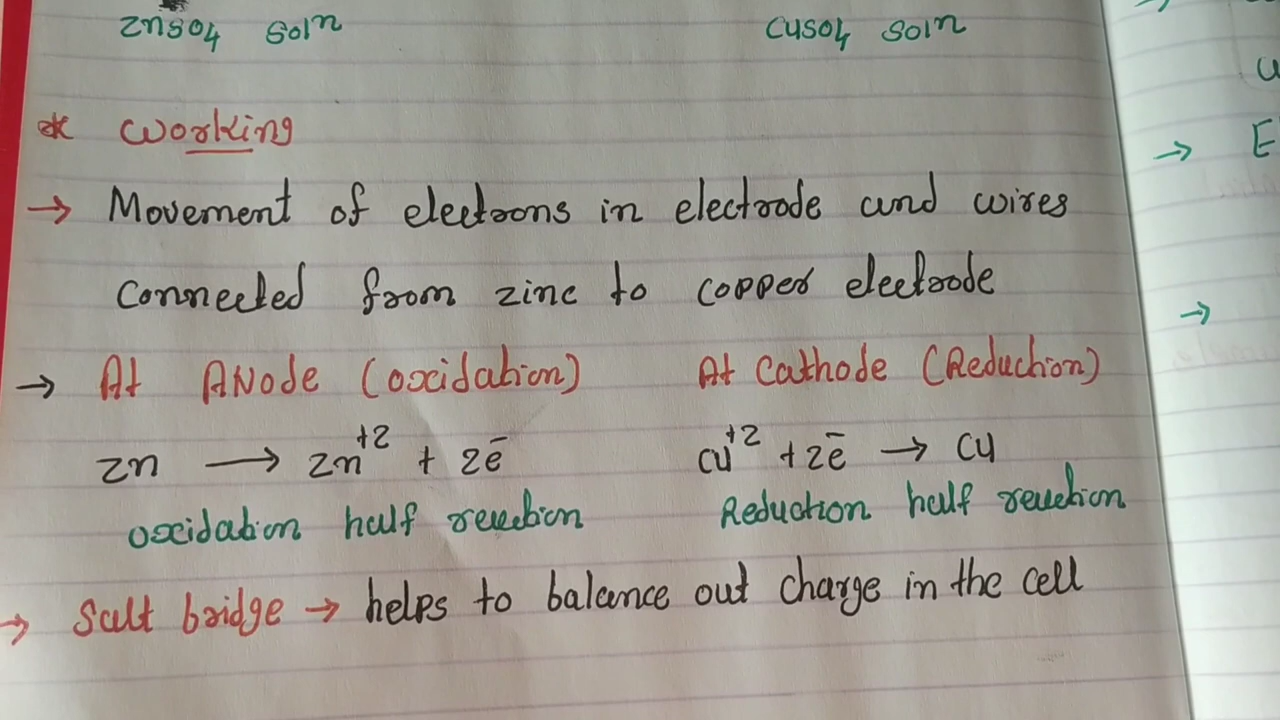 ZnSO4 Soln CuSO4 Soln
* Working
→ Movement of electrons in electrode and wires
connected from zinc to copper electrode
→ At ANode (oxidation) At Cathode (Reduction)
Zn → Zn⁺² + 2e⁻ Cu⁺² + 2e⁻ → Cu
oxidation half reaction Reduction half reaction
→ Salt bridge → helps to balance out charge in the cell
→ E
→